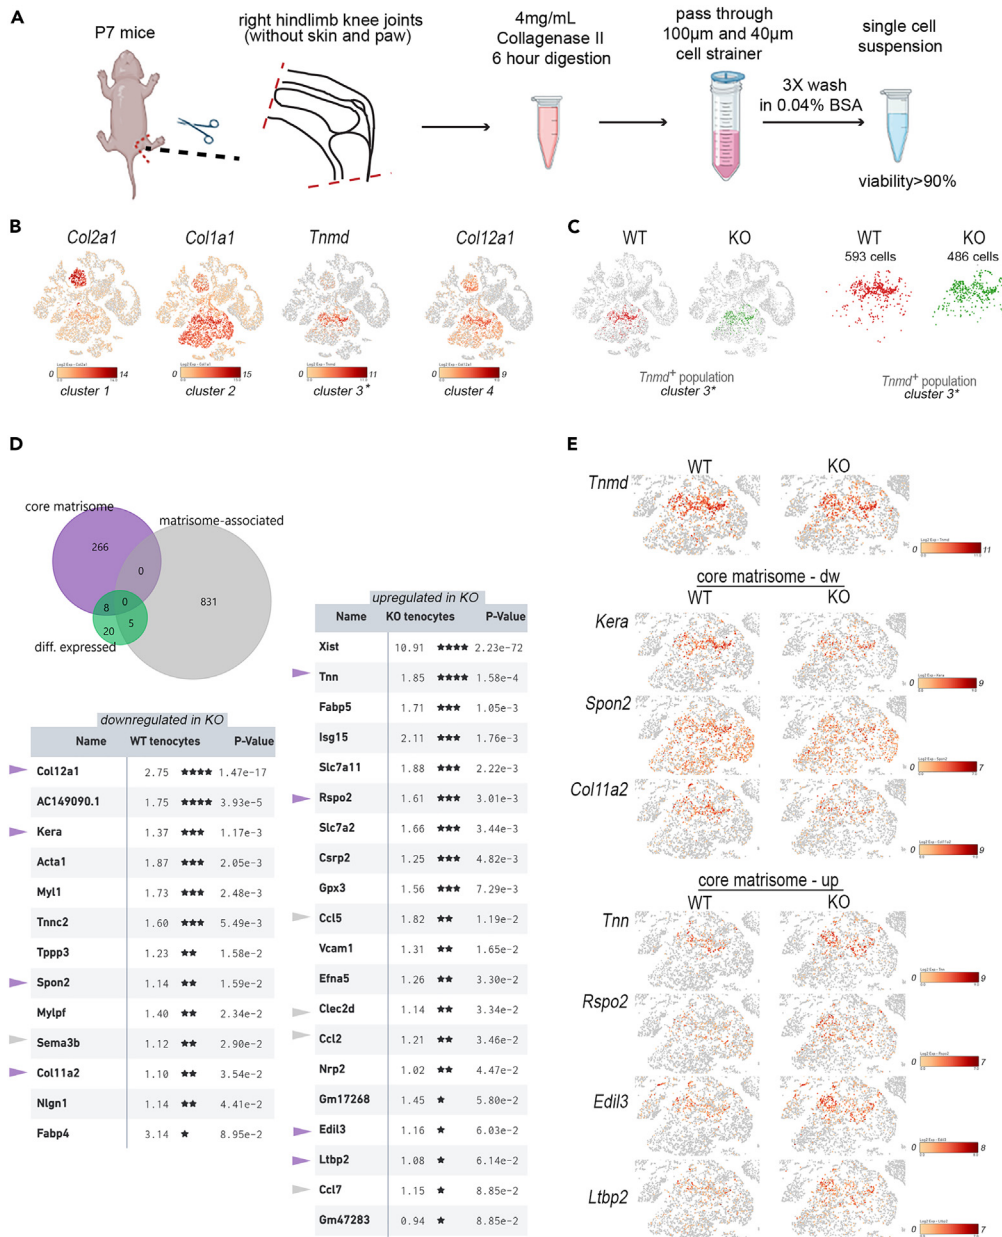 A
P7 mice
right hindlimb knee joints
(without skin and paw)
4mg/mL
Collagenase II
6 hour digestion
pass through
100µm and 40µm
cell strainer
3X wash
in 0.04% BSA
single cell
suspension
viability>90%
B
Col2a1
Col1a1
Tnmd
Col12a1
0 14
cluster 1
0 15
cluster 2
0 11
cluster 3*
0 9
cluster 4
C
WT
KO
WT
593 cells
KO
486 cells
Tnmd+ population
cluster 3*
Tnmd+ population
cluster 3*
D
core matrisome
matrisome-associated
266
0
831
8
0
20
5
diff. expressed
downregulated in KO
Name WT tenocytes P-Value
Col12a1 2.75 ★★★★ 1.47e-17
AC149090.1 1.75 ★★★★ 3.93e-5
Kera 1.37 ★★★ 1.17e-3
Acta1 1.87 ★★★ 2.05e-3
Myl1 1.73 ★★★ 2.48e-3
Tnnc2 1.60 ★★★ 5.49e-3
Tppp3 1.23 ★★ 1.58e-2
Spon2 1.14 ★★ 1.59e-2
Mylpf 1.40 ★★ 2.34e-2
Sema3b 1.12 ★★ 2.90e-2
Col11a2 1.10 ★★ 3.54e-2
Nlgn1 1.14 ★★ 4.41e-2
Fabp4 3.14 ★ 8.95e-2
upregulated in KO
Name KO tenocytes P-Value
Xist 10.91 ★★★★ 2.23e-72
Tnn 1.85 ★★★★ 1.58e-4
Fabp5 1.71 ★★★ 1.05e-3
Isg15 2.11 ★★★ 1.76e-3
Slc7a11 1.88 ★★★ 2.22e-3
Rspo2 1.61 ★★★ 3.01e-3
Slc7a2 1.66 ★★★ 3.44e-3
Csrp2 1.25 ★★★ 4.82e-3
Gpx3 1.56 ★★★ 7.29e-3
Ccl5 1.82 ★★ 1.19e-2
Vcam1 1.31 ★★ 1.65e-2
Efna5 1.26 ★★ 3.30e-2
Clec2d 1.14 ★★ 3.34e-2
Ccl2 1.21 ★★ 3.46e-2
Nrp2 1.02 ★★ 4.47e-2
Gm17268 1.45 ★ 5.80e-2
Edil3 1.16 ★ 6.03e-2
Ltbp2 1.08 ★ 6.14e-2
Ccl7 1.15 ★ 8.85e-2
Gm47283 0.94 ★ 8.85e-2
E
WT
KO
Tnmd
0 11
core matrisome - dw
WT
KO
Kera
0 9
Spon2
0 7
Col11a2
0 9
core matrisome - up
WT
KO
Tnn
0 9
Rspo2
0 7
Edil3
0 8
Ltbp2
0 7